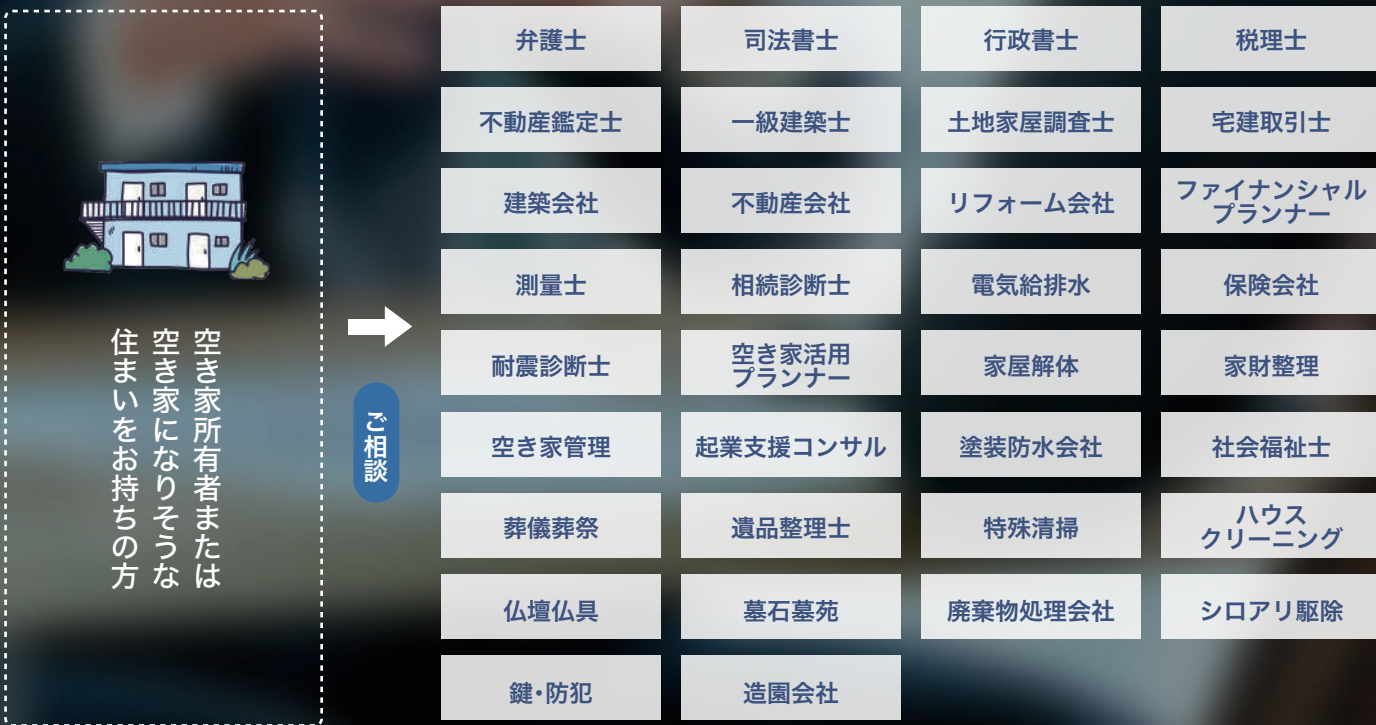 空き家所有者または
空き家になりそうな
住まいをお持ちの方
ご相談
弁護士
司法書士
行政書士
税理士
不動産鑑定士
一級建築士
土地家屋調査士
宅建取引士
建築会社
不動産会社
リフォーム会社
ファイナンシャル
プランナー
測量士
相続診断士
電気給排水
保険会社
耐震診断士
空き家活用
プランナー
家屋解体
家財整理
空き家管理
起業支援コンサル
塗装防水会社
社会福祉士
葬儀葬祭
遺品整理士
特殊清掃
ハウス
クリーニング
仏壇仏具
墓石墓苑
廃棄物処理会社
シロアリ駆除
鍵・防犯
造園会社